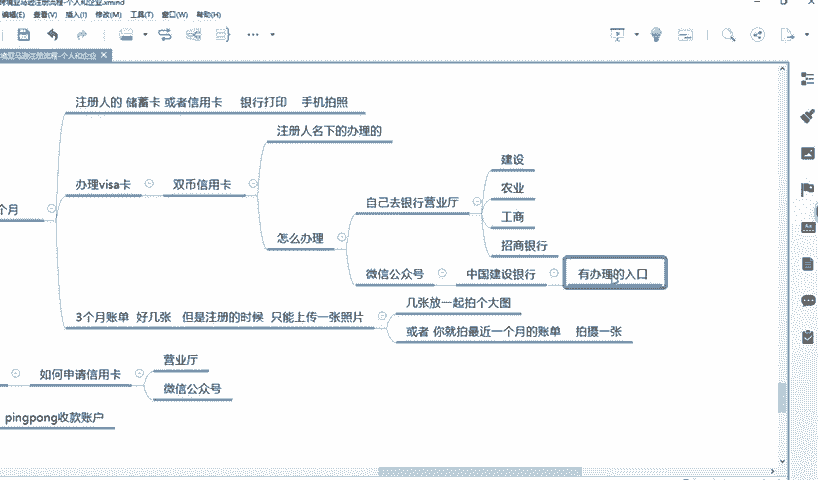 跨境亚马逊注册流程-个人和企业.xmind
编辑(E) 查看(V) 插入(I) 修改(M) 工具(T) 窗口(W) 帮助(H)
境亚马逊注册流程-个人和企业
注册人的 储蓄卡 或者信用卡 银行打印 手机拍照
注册人名下的办理的
建设
办理visa卡
双币信用卡
农业
自己去银行营业厅
个月
工商
怎么办理
招商银行
微信公众号
中国建设银行
有办理的入口
几张放一起拍个大图
3个月账单 好几张 但是注册的时候 只能上传一张照片
或者 你就拍最近一个月的账单 拍摄一张
营业厅
如何申请信用卡
微信公众号
pingpong收款账户